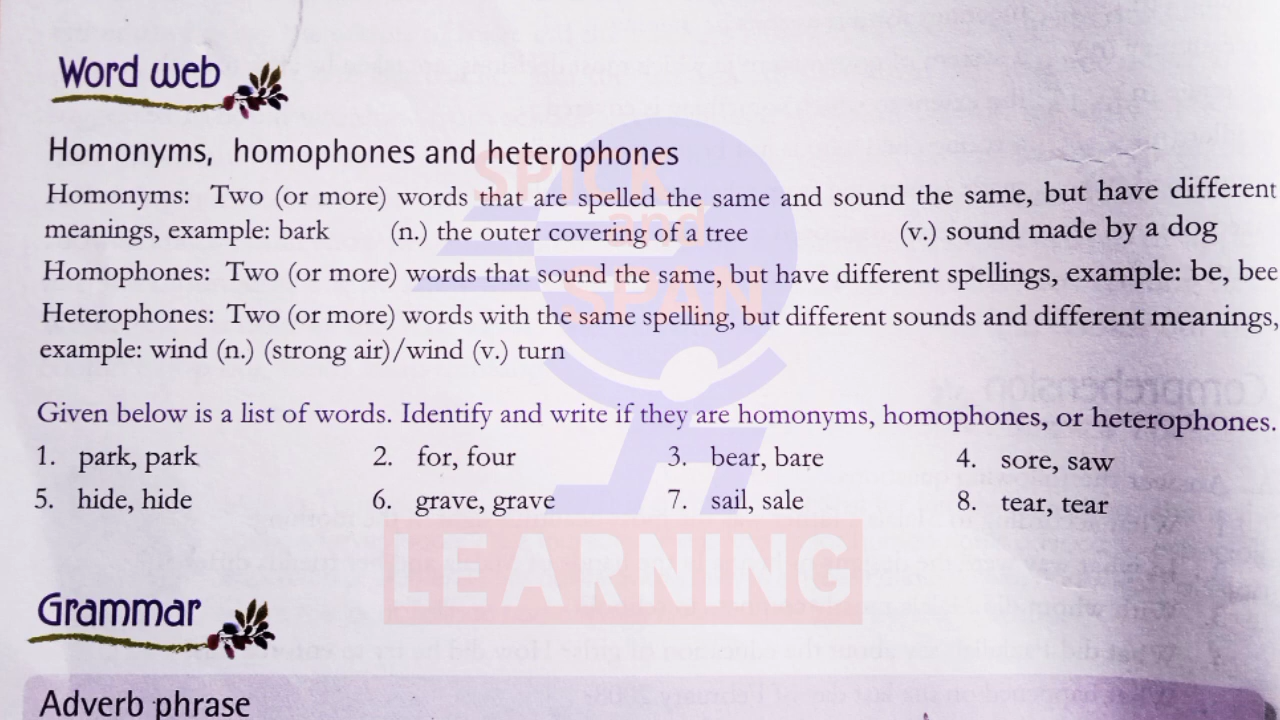 Word web
Homonyms, homophones and heterophones
Homonyms: Two (or more) words that are spelled the same and sound the same, but have different
meanings, example: bark (n.) the outer covering of a tree (v.) sound made by a dog
Homophones: Two (or more) words that sound the same, but have different spellings, example: be, bee
Heterophones: Two (or more) words with the same spelling, but different sounds and different meanings,
example: wind (n.) (strong air)/wind (v.) turn
Given below is a list of words. Identify and write if they are homonyms, homophones, or heterophones.
1. park, park 2. for, four 3. bear, bare 4. sore, saw
5. hide, hide 6. grave, grave 7. sail, sale 8. tear, tear
Grammar
Adverb phrase
SPICK
and
SPAN
LEARNING